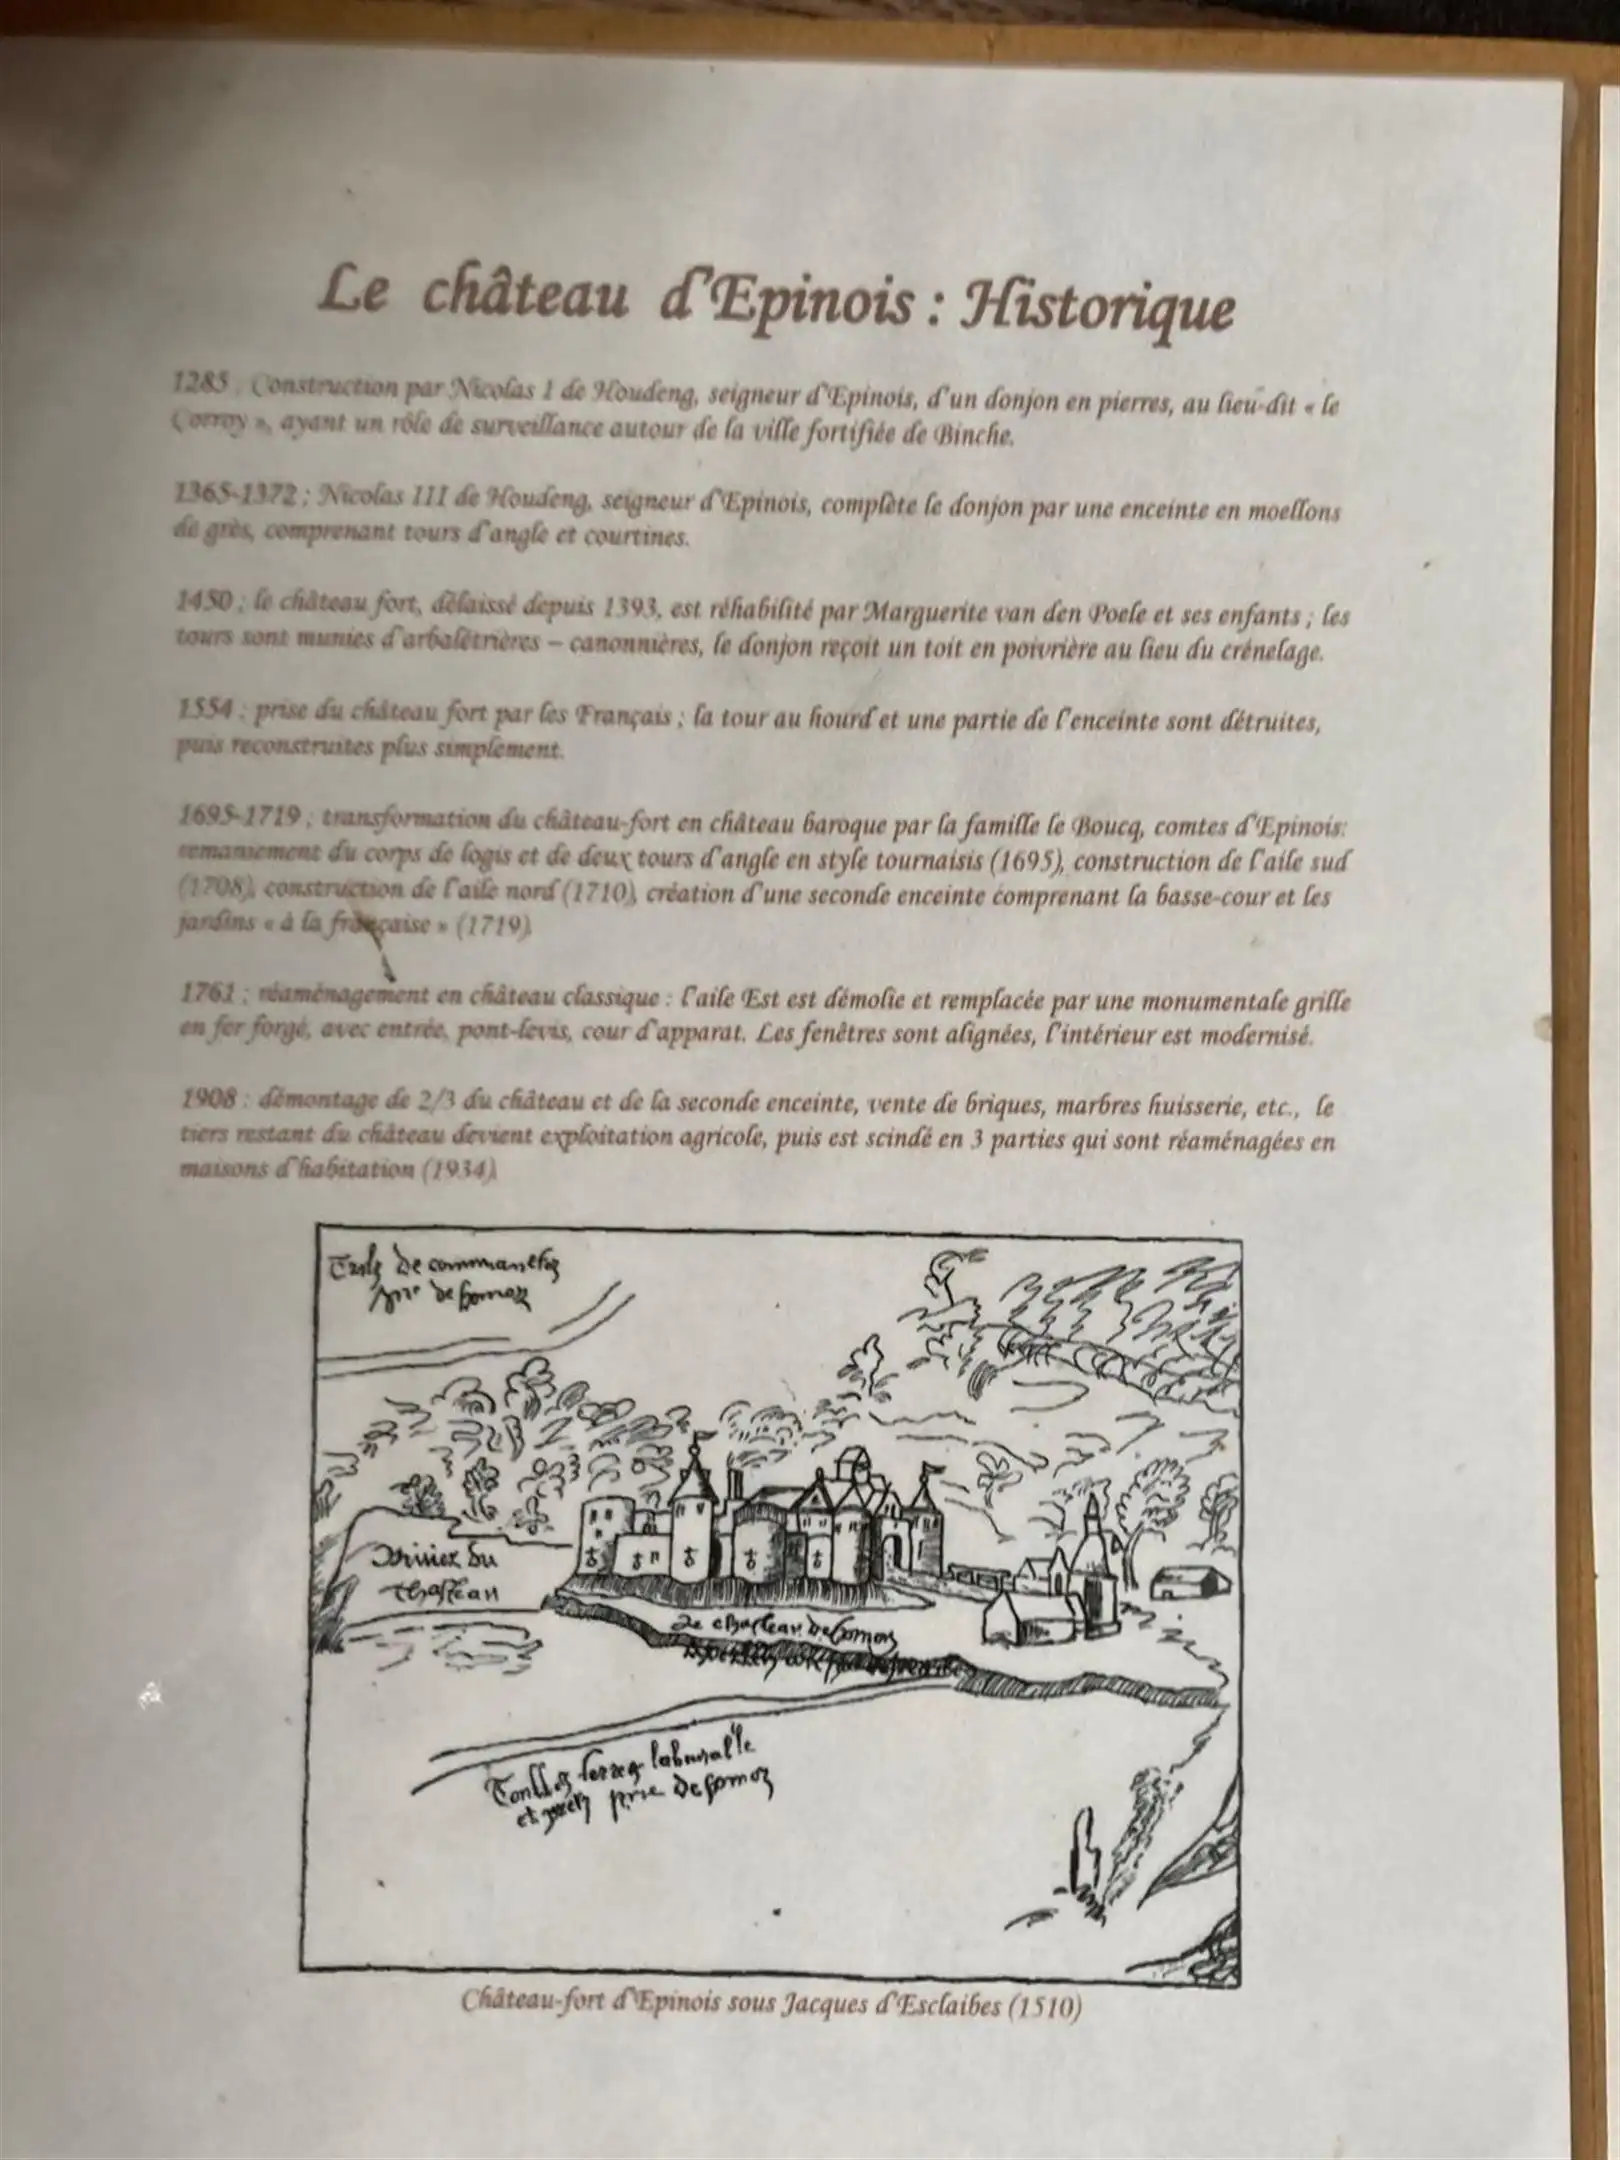 Le château d'Epinois : Historique
1285 : Construction par Nicolas I de Houdeng, seigneur d'Epinois, d'un donjon en pierres, au lieu-dit « le
Corroy », ayant un rôle de surveillance autour de la ville fortifiée de Binche.
1365-1372 : Nicolas III de Houdeng, seigneur d'Epinois, complète le donjon par une enceinte en moellons
de grès, comprenant tours d'angle et courtines.
1450 : le château fort, délaissé depuis 1393, est réhabilité par Marguerite van den Poele et ses enfants ; les
tours sont munies d'arbalétrières – canonnières, le donjon reçoit un toit en poivrière au lieu du crénelage.
1554 : prise du château fort par les Français ; la tour au hourd et une partie de l'enceinte sont détruites,
puis reconstruites plus simplement.
1695-1719 : transformation du château-fort en château baroque par la famille le Boucq, comtes d'Epinois:
remaniement du corps de logis et de deux tours d'angle en style tournaisis (1695), construction de l'aile sud
(1708), construction de l'aile nord (1710), création d'une seconde enceinte comprenant la basse-cour et les
jardins « à la française » (1719)
1761 : réaménagement en château classique : l'aile Est est démolie et remplacée par une monumentale grille
en fer forgé, avec entrée, pont-levis, cour d'apparat. Les fenêtres sont alignées, l'intérieur est modernisé.
1908 : démontage de 2/3 du château et de la seconde enceinte, vente de briques, marbres huisserie, etc., le
tiers restant du château devient exploitation agricole, puis est scindé en 3 parties qui sont réaménagées en
maisons d'habitation (1934)
de
de
Vivier du
chasteau
Le chasteau de
terres labourable
et
Château-fort d'Epinois sous Jacques d'Esclaibes (1510)